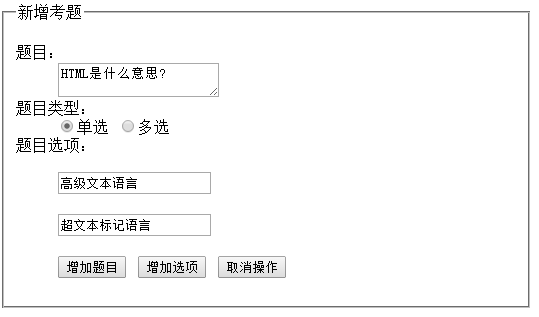 新增考题
题目：
HTML是什么意思?
题目类型：
单选 多选
题目选项：
高级文本语言
超文本标记语言
增加题目 增加选项 取消操作